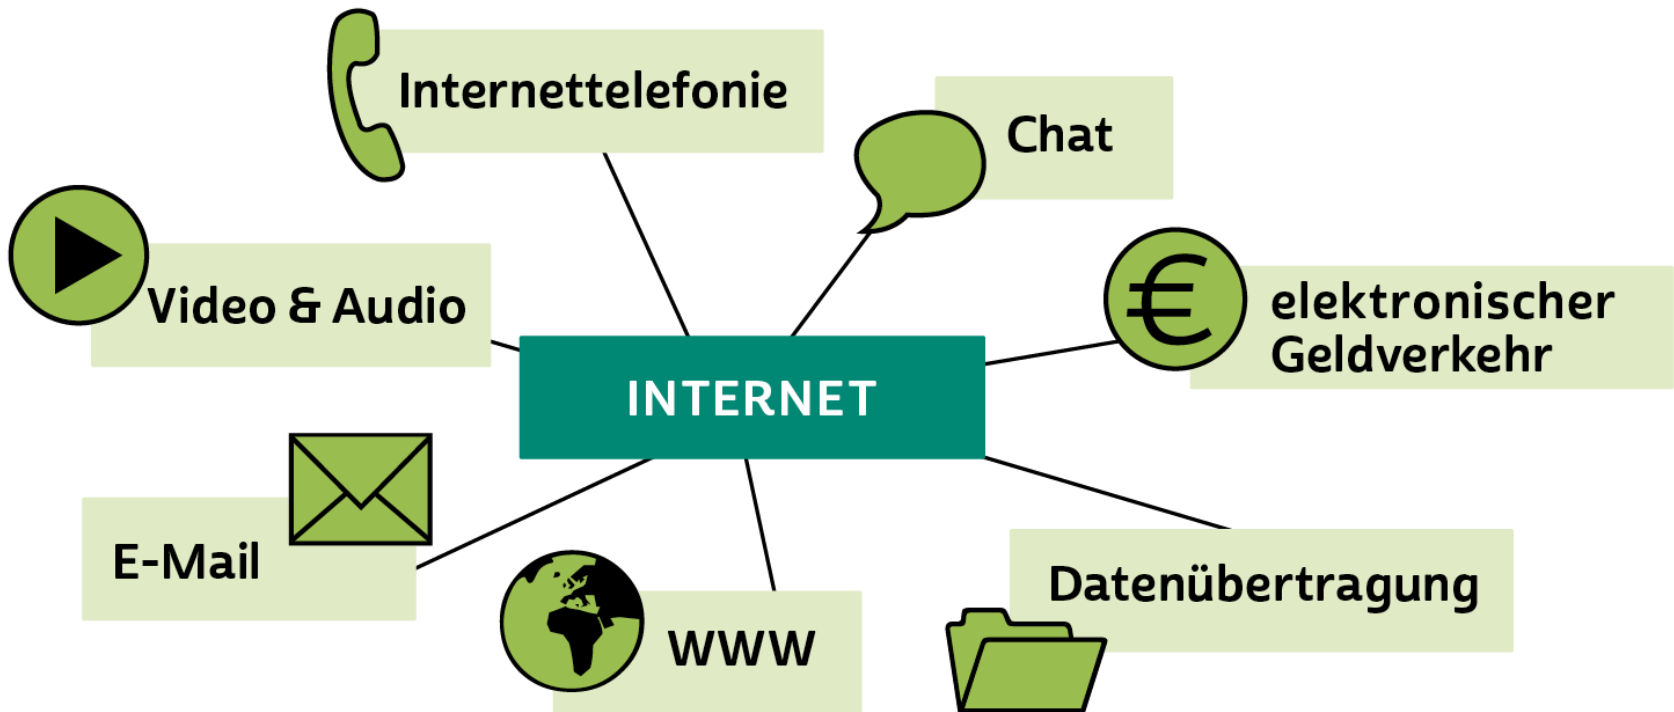 Internettelefonie
Chat
Video & Audio
€
elektronischer
Geldverkehr
INTERNET
E-Mail
WWW
Datenübertragung